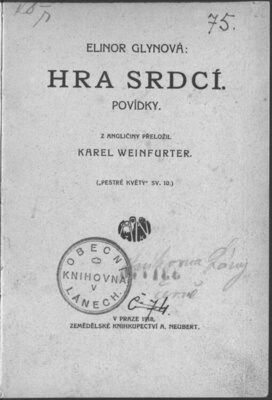 75.
ELINOR GLYNOVÁ:
HRA SRDCÍ.
POVÍDKY.
Z ANGLIČINY PŘELOŽIL
KAREL WEINFURTER.
(„PESTRÉ KVĚTY“ SV. 10.)
OBECNÍ
KNIHOVNA
V
LÁNECH.
Č 74.
V PRAZE 1918.
ZEMĚDĚLSKÉ KNIHKUPECTVÍ A. NEUBERT.